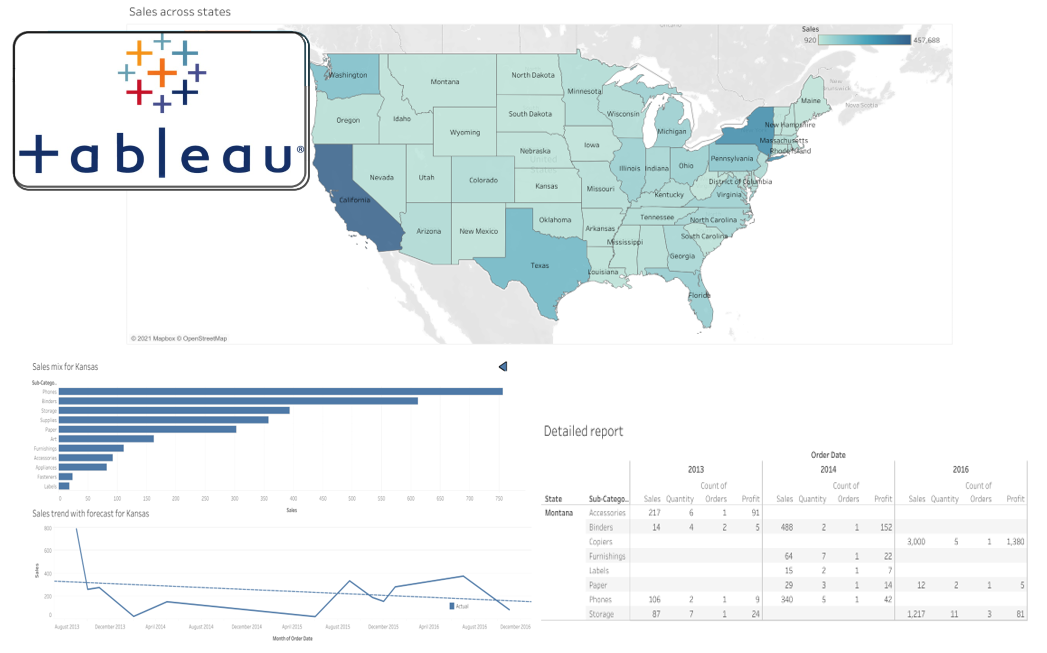 Sales across states
+ableau®
Sales
920
457,688
Washington
Montana
North Dakota
Minnesota
Oregon
Idaho
South Dakota
Wisconsin
Michigan
Maine
New Brunswick
Nova Scotia
Wyoming
Nebraska
Iowa
United States
New Hampshire
Massachusetts
Rhode Island
Nevada
Utah
Colorado
Kansas
Missouri
Illinois
Indiana
Ohio
Pennsylvania
District of Columbia
Virginia
Kentucky
California
Arizona
New Mexico
Oklahoma
Arkansas
Tennessee
North Carolina
South Carolina
Mississippi
Georgia
Texas
Louisiana
Florida
© 2021 Mapbox © OpenStreetMap
Sales mix for Kansas
Sub-Catego..
Phones
Binders
Storage
Supplies
Paper
Art
Furnishings
Accessories
Appliances
Fasteners
Labels
0 50 100 150 200 250 300 350 400 450 500 550 600 650 700 750
Sales
Sales trend with forecast for Kansas
800
600
400
200
0
Sales
Actual
August 2013 December 2013 April 2014 August 2014 December 2014 April 2015 August 2015 December 2015 April 2016 August 2016 December 2016
Month of Order Date
Detailed report
Order Date
2013 2014 2016
Count of Count of Count of
State Sub-Catego.. Sales Quantity Orders Profit Sales Quantity Orders Profit Sales Quantity Orders Profit
Montana Accessories 217 6 1 91
Binders 14 4 2 5 488 2 1 152
Copiers 3,000 5 1 1,380
Furnishings 64 7 1 22
Labels 15 2 1 7
Paper 29 3 1 14 12 2 1 5
Phones 106 2 1 9 340 5 1 42
Storage 87 7 1 24 1,217 11 3 81